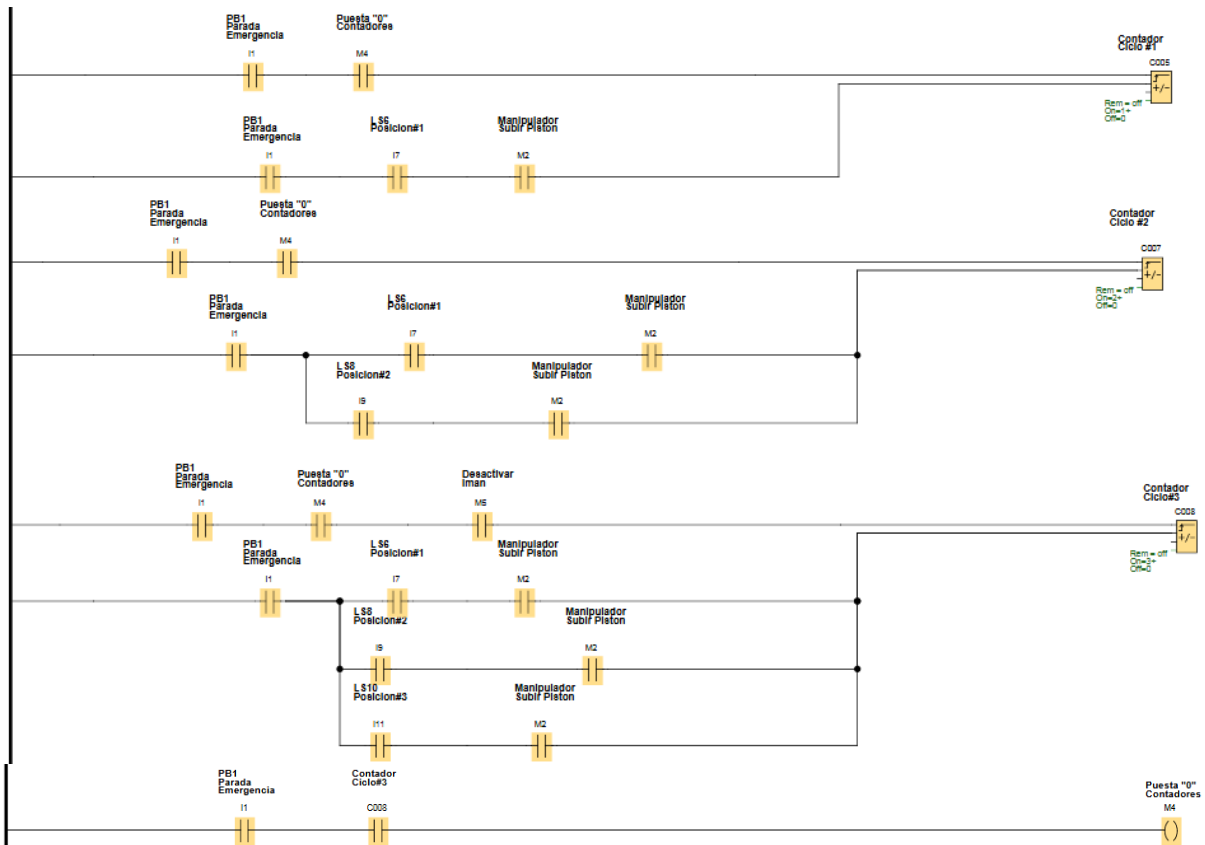 PB1
Parada
Emergencia
I1
Puesta "0"
Contadores
M4
Contador
Ciclo #1
C005
+/-
Rem = off
On=1+
Off=0
PB1
Parada
Emergencia
I1
LS6
Posicion#1
I7
Manipulador
Subir Piston
M2
PB1
Parada
Emergencia
I1
Puesta "0"
Contadores
M4
Contador
Ciclo #2
C007
+/-
Rem = off
On=2+
Off=0
PB1
Parada
Emergencia
I1
LS6
Posicion#1
I7
Manipulador
Subir Piston
M2
LS8
Posicion#2
I9
Manipulador
Subir Piston
M2
PB1
Parada
Emergencia
I1
Puesta "0"
Contadores
M4
Desactivar
Iman
M5
Contador
Ciclo#3
C008
+/-
Rem = off
On=3+
Off=0
PB1
Parada
Emergencia
I1
LS6
Posicion#1
I7
Manipulador
Subir Piston
M2
LS8
Posicion#2
I9
Manipulador
Subir Piston
M2
LS10
Posicion#3
I11
Manipulador
Subir Piston
M2
PB1
Parada
Emergencia
I1
Contador
Ciclo#3
C008
Puesta "0"
Contadores
M4